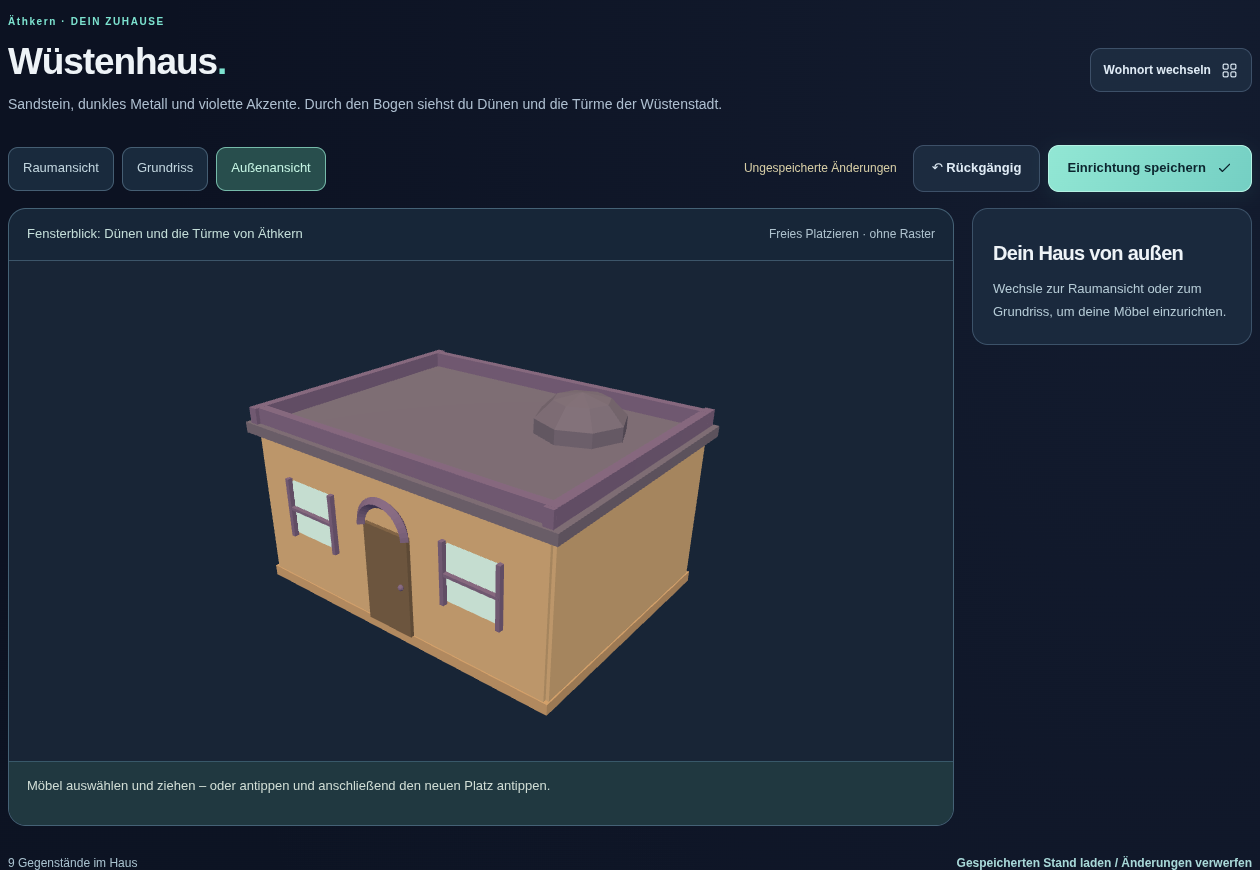 Äthkern · DEIN ZUHAUSE
Wüstenhaus.
Wohnort wechseln
Sandstein, dunkles Metall und violette Akzente. Durch den Bogen siehst du Dünen und die Türme der Wüstenstadt.
Raumansicht
Grundriss
Außenansicht
Ungespeicherte Änderungen
↶ Rückgängig
Einrichtung speichern
Fensterblick: Dünen und die Türme von Äthkern
Freies Platzieren · ohne Raster
Dein Haus von außen
Wechsle zur Raumansicht oder zum
Grundriss, um deine Möbel einzurichten.
Möbel auswählen und ziehen – oder antippen und anschließend den neuen Platz antippen.
9 Gegenstände im Haus
Gespeicherten Stand laden / Änderungen verwerfen